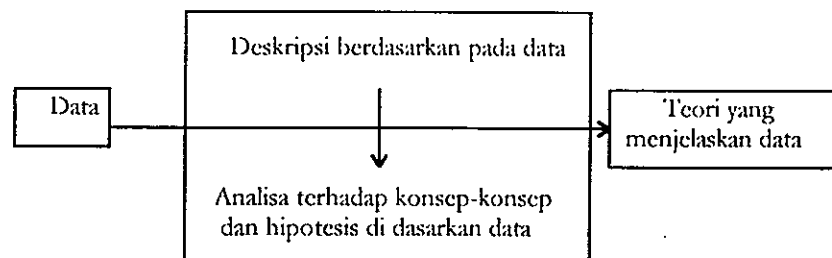 Deskripsi berdasarkan pada data
Data
Teori yang
menjelaskan data
Analisa terhadap konsep-konsep
dan hipotesis di dasarkan data